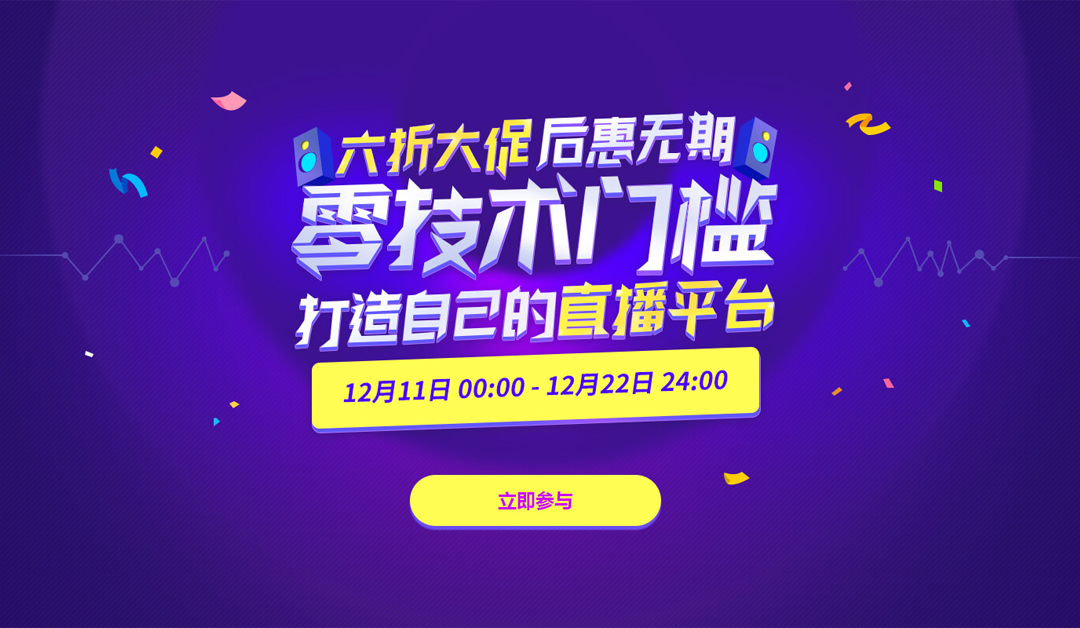 六折大促后惠无期
零技术门槛
打造自己的直播平台
12月11日 00:00 - 12月22日 24:00
立即参与